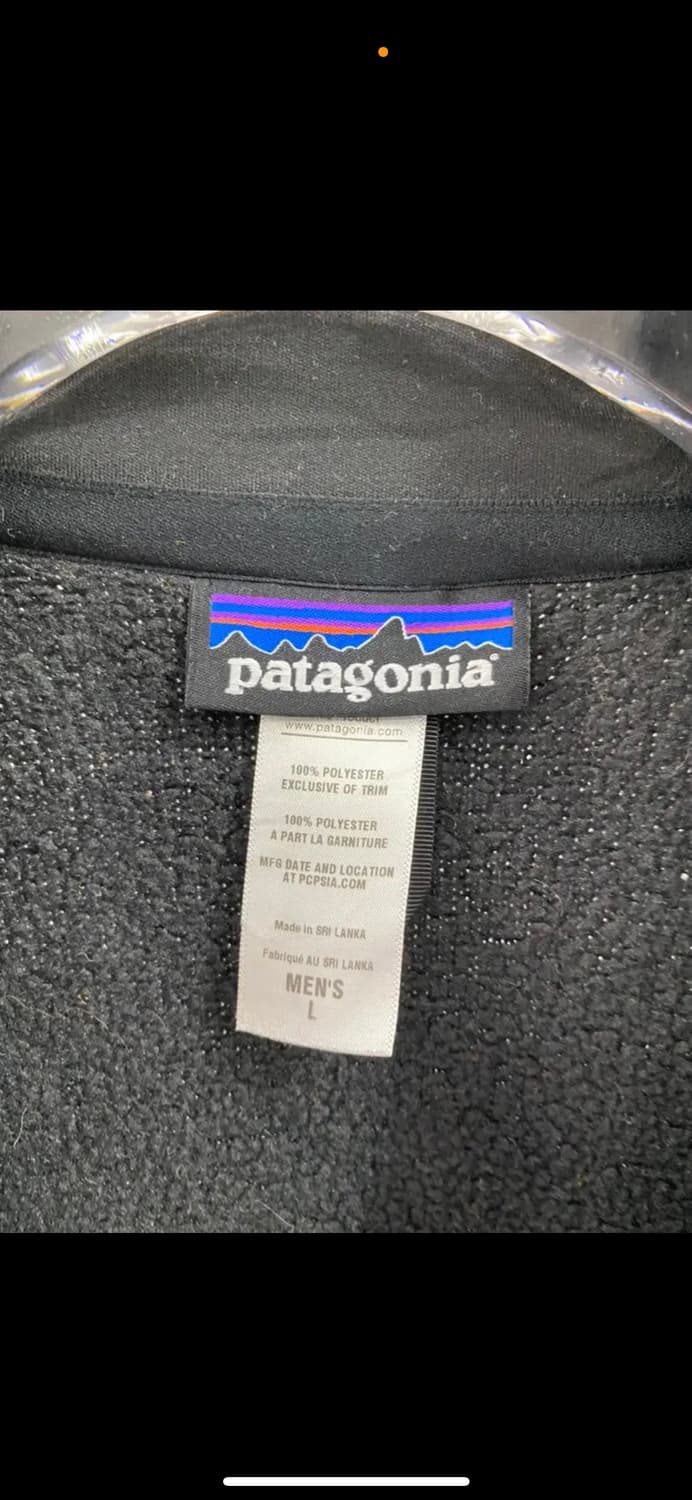 patagonia®
www.patagonia.com
100% POLYESTER
EXCLUSIVE OF TRIM
100% POLYESTER
A PART LA GARNITURE
MFG DATE AND LOCATION
AT PCPSIA.COM
Made in SRI LANKA
Fabriqué AU SRI LANKA
MEN'S
L